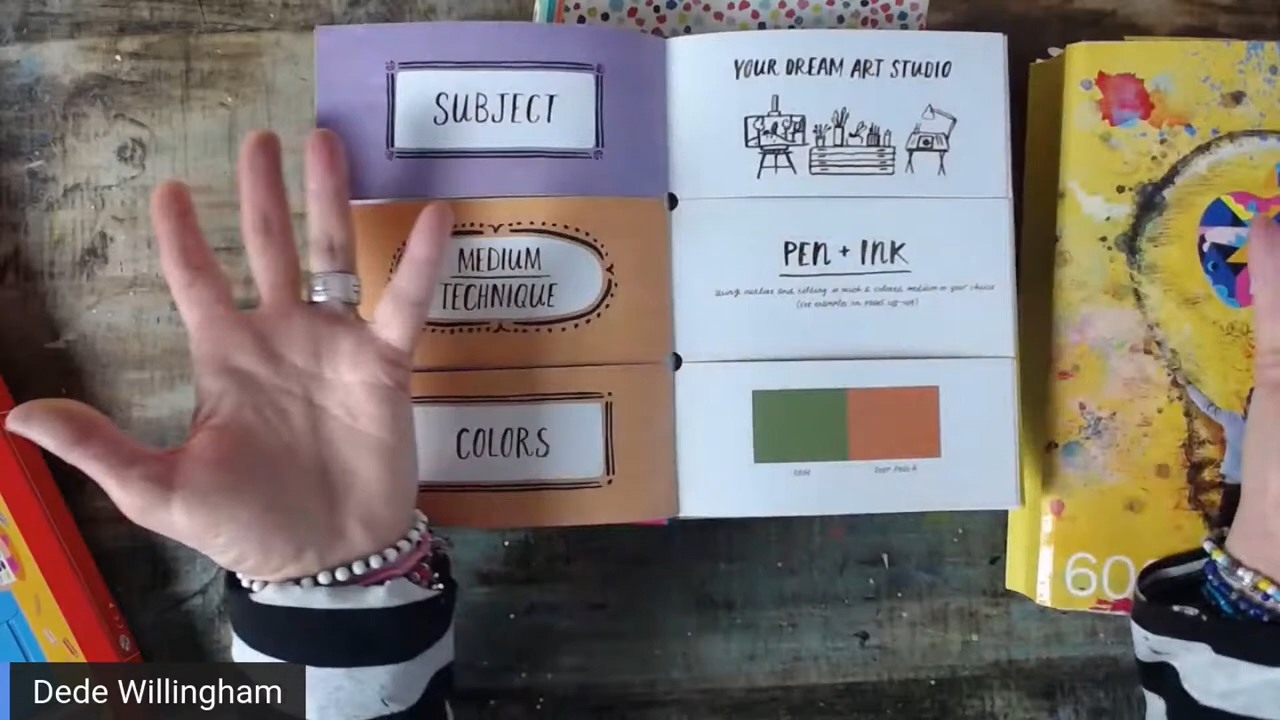 SUBJECT
YOUR DREAM ART STUDIO
MEDIUM
TECHNIQUE
PEN + INK
COLORS
60
Dede Willingham